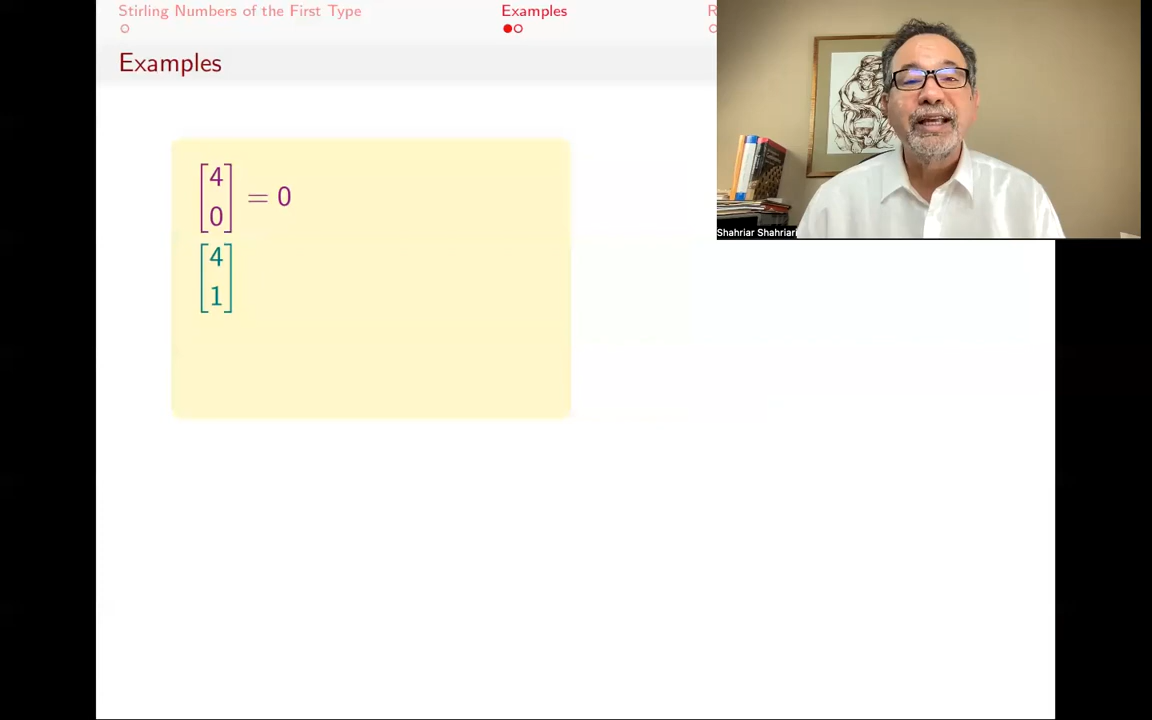 Stirling Numbers of the First Type
Examples
R
Examples
[4
0] = 0
[4
1]
Shahriar Shahriari